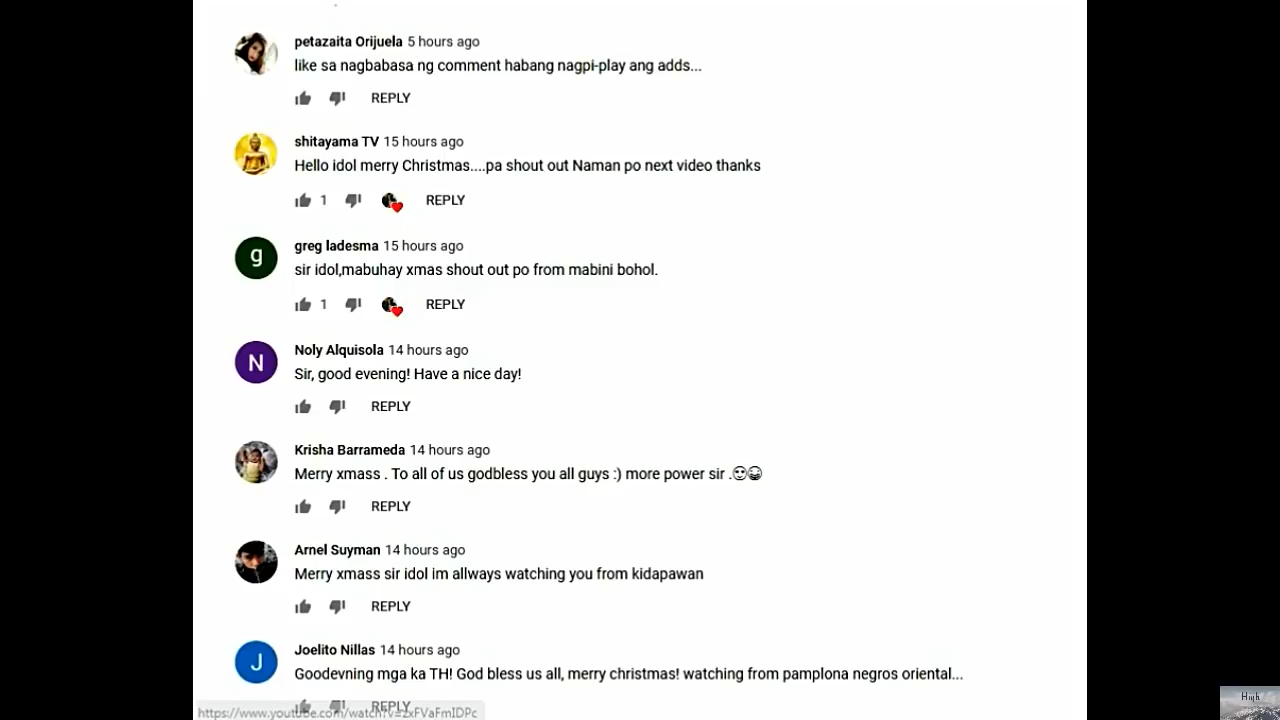 petazaita Orijuela 5 hours ago
like sa nagbabasa ng comment habang nagpi-play ang adds...
REPLY
shitayama TV 15 hours ago
Hello idol merry Christmas....pa shout out Naman po next video thanks
1 REPLY
g greg ladesma 15 hours ago
sir idol,mabuhay xmas shout out po from mabini bohol.
1 REPLY
N Noly Alquisola 14 hours ago
Sir, good evening! Have a nice day!
REPLY
Krisha Barrameda 14 hours ago
Merry xmass . To all of us godbless you all guys :) more power sir .
REPLY
Arnel Suyman 14 hours ago
Merry xmass sir idol im allways watching you from kidapawan
REPLY
J Joelito Nillas 14 hours ago
Goodevning mga ka TH! God bless us all, merry christmas! watching from pamplona negros oriental...
REPLY
https://www.youtube.com/watch?v=zxFVaFmIDPc
High